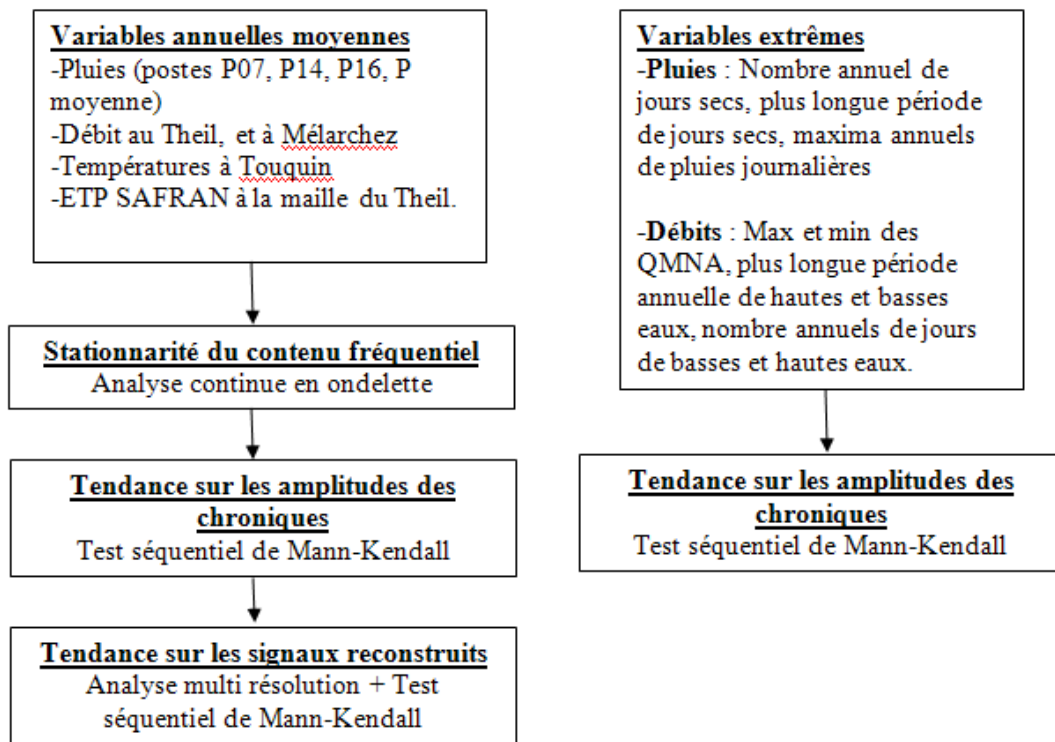 Variables annuelles moyennes
-Pluies (postes P07, P14, P16, P
moyenne)
-Débit au Theil, et à Mélarchez
-Températures à Touquin
-ETP SAFRAN à la maille du Theil.
Stationnarité du contenu fréquentiel
Analyse continue en ondelette
Tendance sur les amplitudes des
chroniques
Test séquentiel de Mann-Kendall
Tendance sur les signaux reconstruits
Analyse multi résolution + Test
séquentiel de Mann-Kendall
Variables extrêmes
-Pluies : Nombre annuel de
jours secs, plus longue période
de jours secs, maxima annuels
de pluies journalières
-Débits : Max et min des
QMNA, plus longue période
annuelle de hautes et basses
eaux, nombre annuels de jours
de basses et hautes eaux.
Tendance sur les amplitudes des
chroniques
Test séquentiel de Mann-Kendall